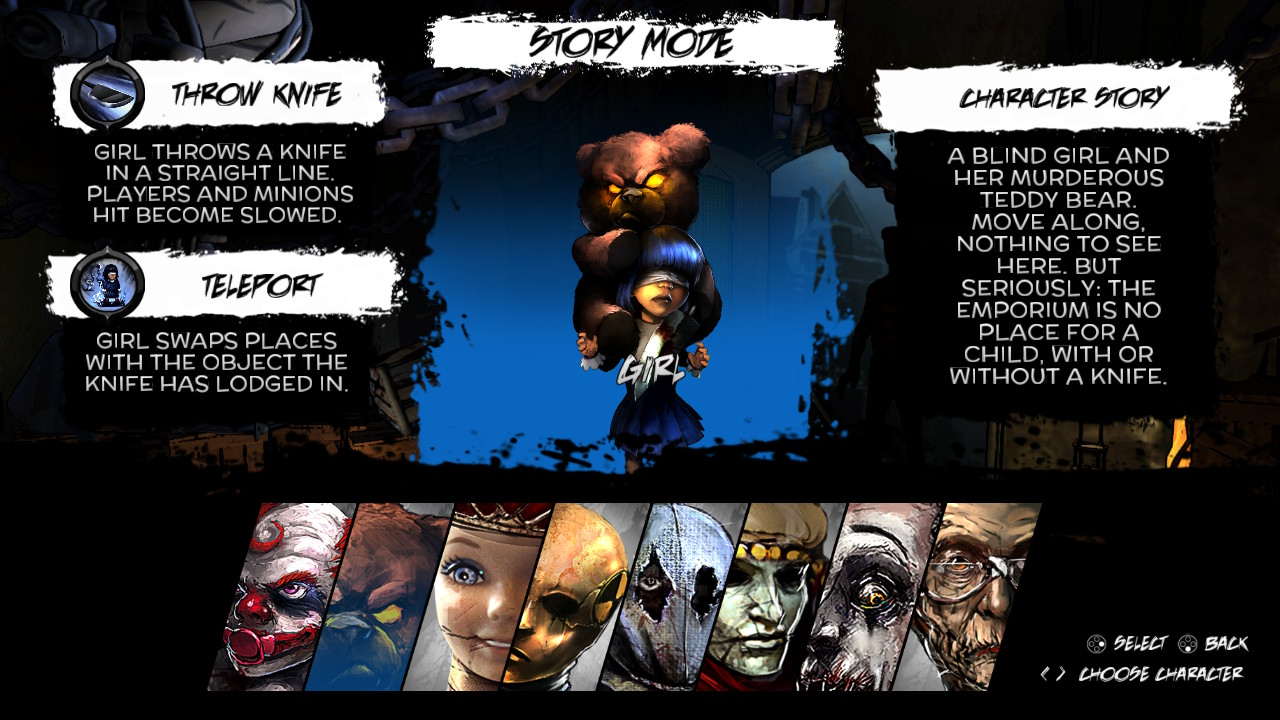 STORY MODE
THROW KNIFE
GIRL THROWS A KNIFE
IN A STRAIGHT LINE.
PLAYERS AND MINIONS
HIT BECOME SLOWED.
TELEPORT
GIRL SWAPS PLACES
WITH THE OBJECT THE
KNIFE HAS LODGED IN.
GIRL
CHARACTER STORY
A BLIND GIRL AND
HER MURDEROUS
TEDDY BEAR.
MOVE ALONG,
NOTHING TO SEE
HERE. BUT
SERIOUSLY: THE
EMPORIUM IS NO
PLACE FOR A
CHILD, WITH OR
WITHOUT A KNIFE.
SELECT BACK
< > CHOOSE CHARACTER